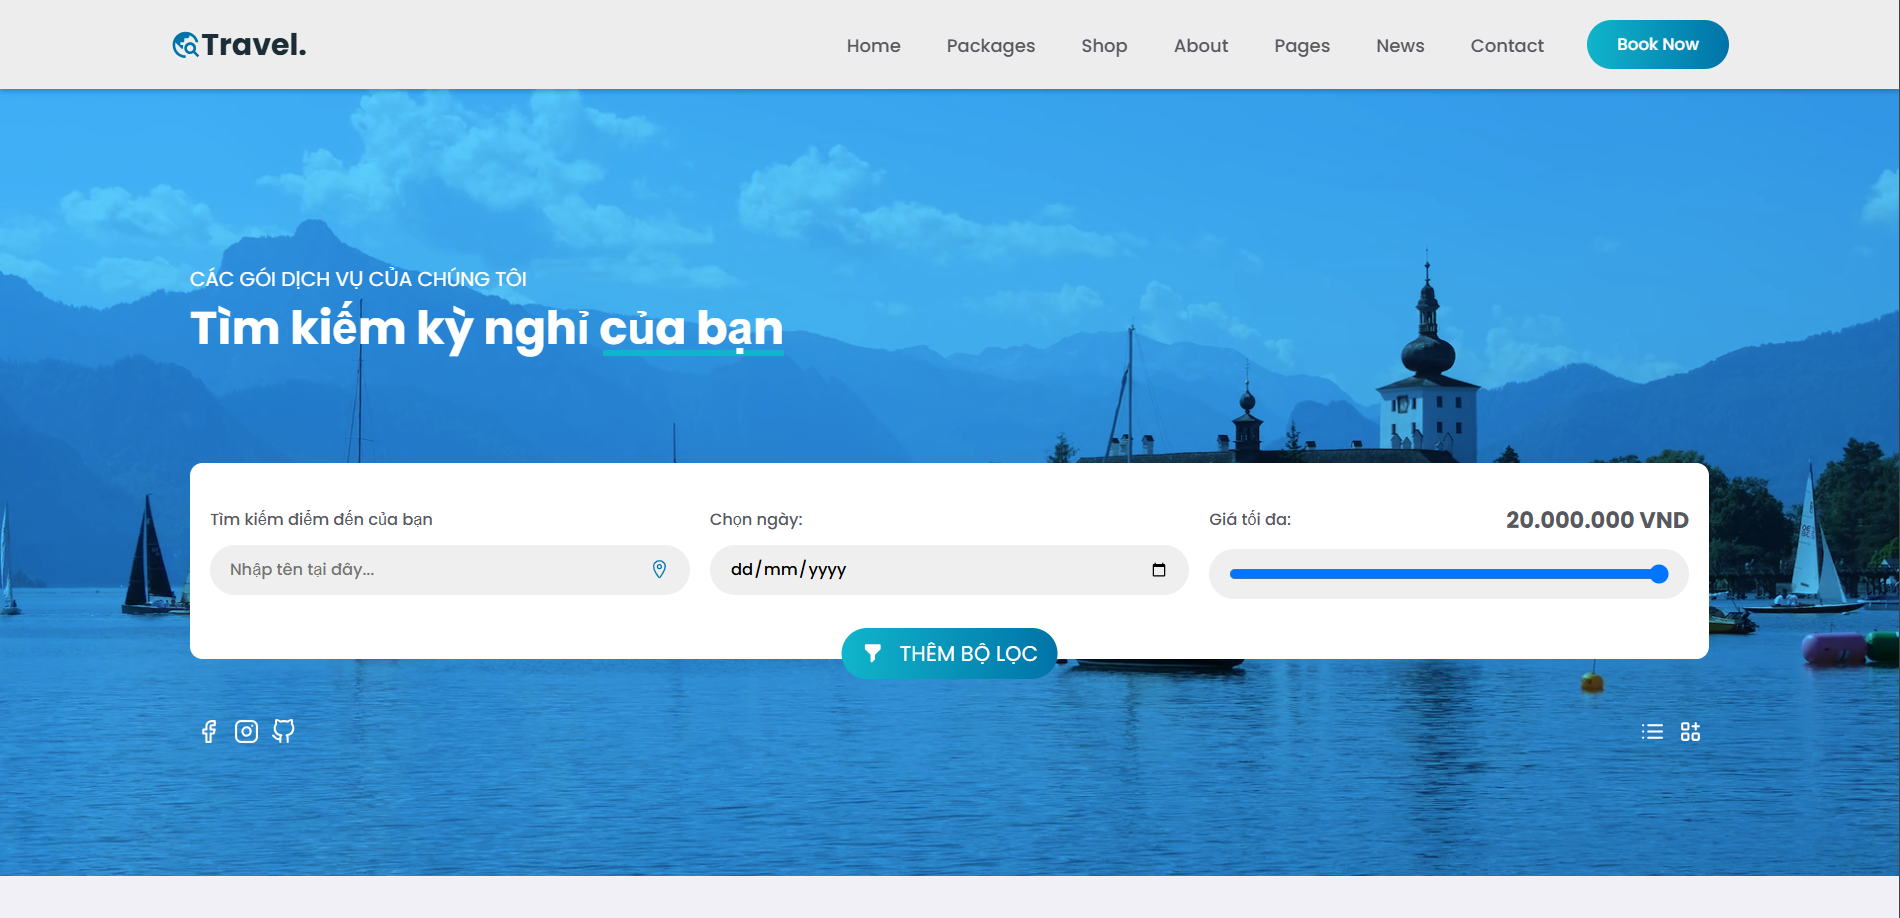 Travel.
Home
Packages
Shop
About
Pages
News
Contact
Book Now
CÁC GÓI DỊCH VỤ CỦA CHÚNG TÔI
Tìm kiếm kỳ nghỉ của bạn
Tìm kiếm điểm đến của bạn
Nhập tên tại đây...
Chọn ngày:
dd/mm/yyyy
Giá tối đa:
20.000.000 VND
THÊM BỘ LỌC